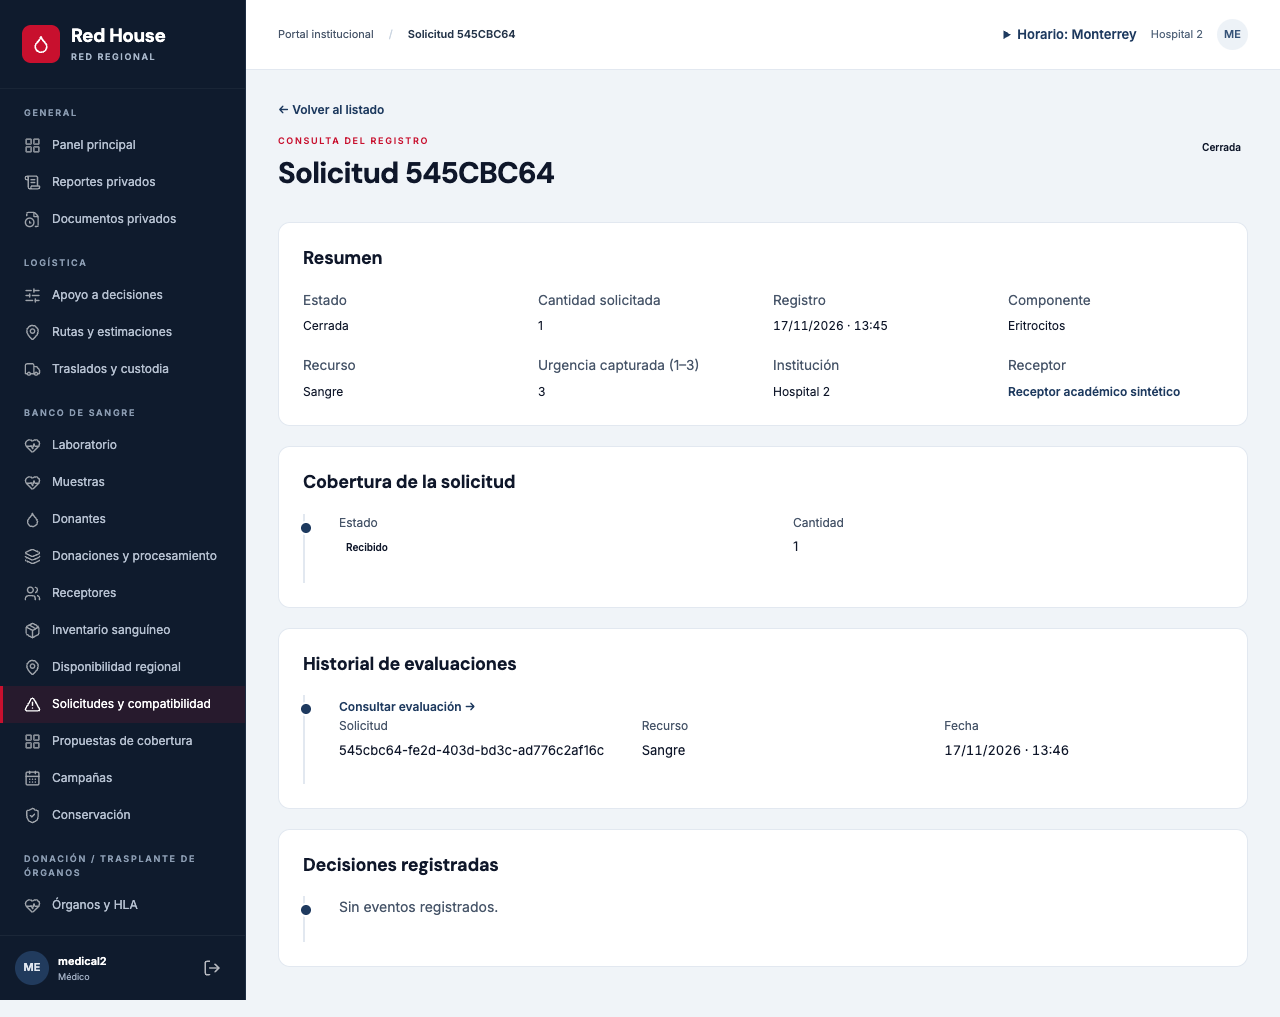 Red House
RED REGIONAL
GENERAL
Panel principal
Reportes privados
Documentos privados
LOGÍSTICA
Apoyo a decisiones
Rutas y estimaciones
Traslados y custodia
BANCO DE SANGRE
Laboratorio
Muestras
Donantes
Donaciones y procesamiento
Receptores
Inventario sanguíneo
Disponibilidad regional
Solicitudes y compatibilidad
Propuestas de cobertura
Campañas
Conservación
DONACIÓN / TRASPLANTE DE
ÓRGANOS
Órganos y HLA
ME
medical2
Médico
Portal institucional / Solicitud 545CBC64
▶ Horario: Monterrey Hospital 2 ME
← Volver al listado
CONSULTA DEL REGISTRO
Solicitud 545CBC64
Cerrada
Resumen
Estado Cantidad solicitada Registro Componente
Cerrada 1 17/11/2026 · 13:45 Eritrocitos
Recurso Urgencia capturada (1–3) Institución Receptor
Sangre 3 Hospital 2 Receptor académico sintético
Cobertura de la solicitud
Estado Cantidad
Recibido 1
Historial de evaluaciones
Consultar evaluación →
Solicitud Recurso Fecha
545cbc64-fe2d-403d-bd3c-ad776c2af16c Sangre 17/11/2026 · 13:46
Decisiones registradas
Sin eventos registrados.